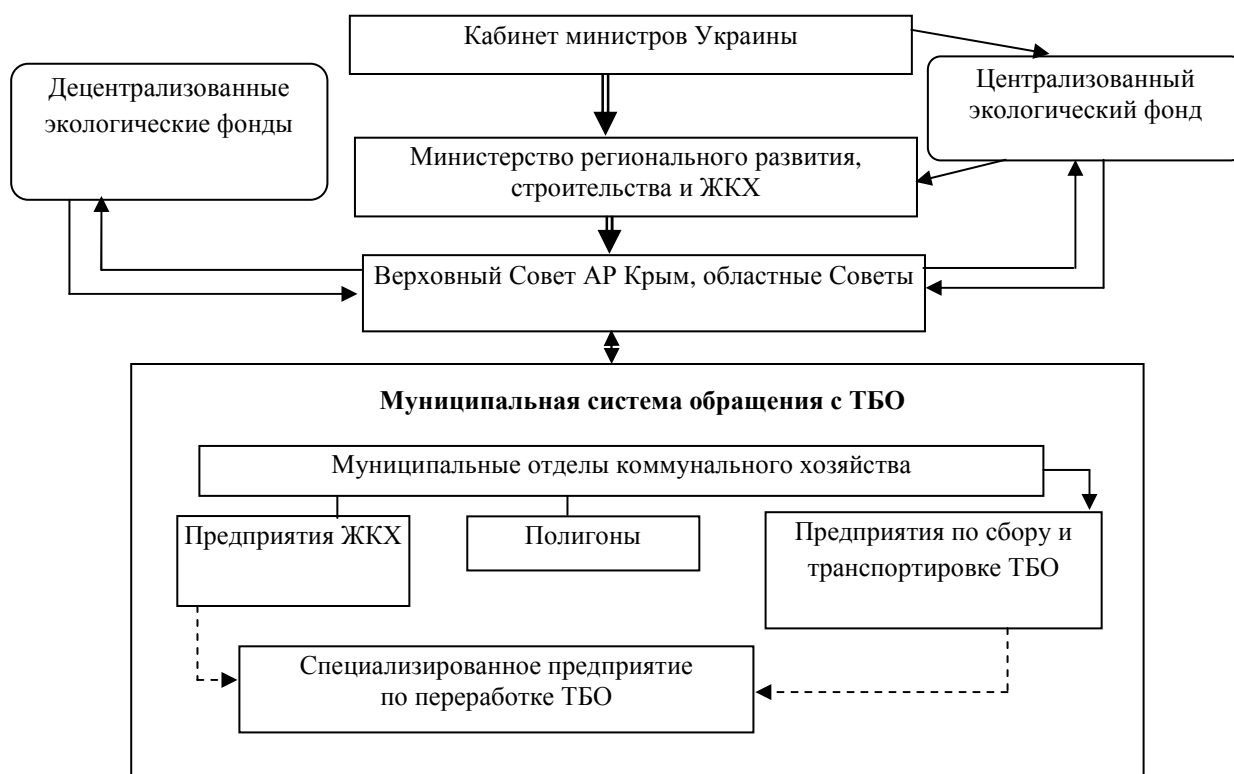 Кабинет министров Украины
Децентрализованные
экологические фонды
Централизованный
экологический фонд
Министерство регионального развития,
строительства и ЖКХ
Верховный Совет АР Крым, областные Советы
Муниципальная система обращения с ТБО
Муниципальные отделы коммунального хозяйства
Предприятия ЖКХ
Полигоны
Предприятия по сбору и
транспортировке ТБО
Специализированное предприятие
по переработке ТБО